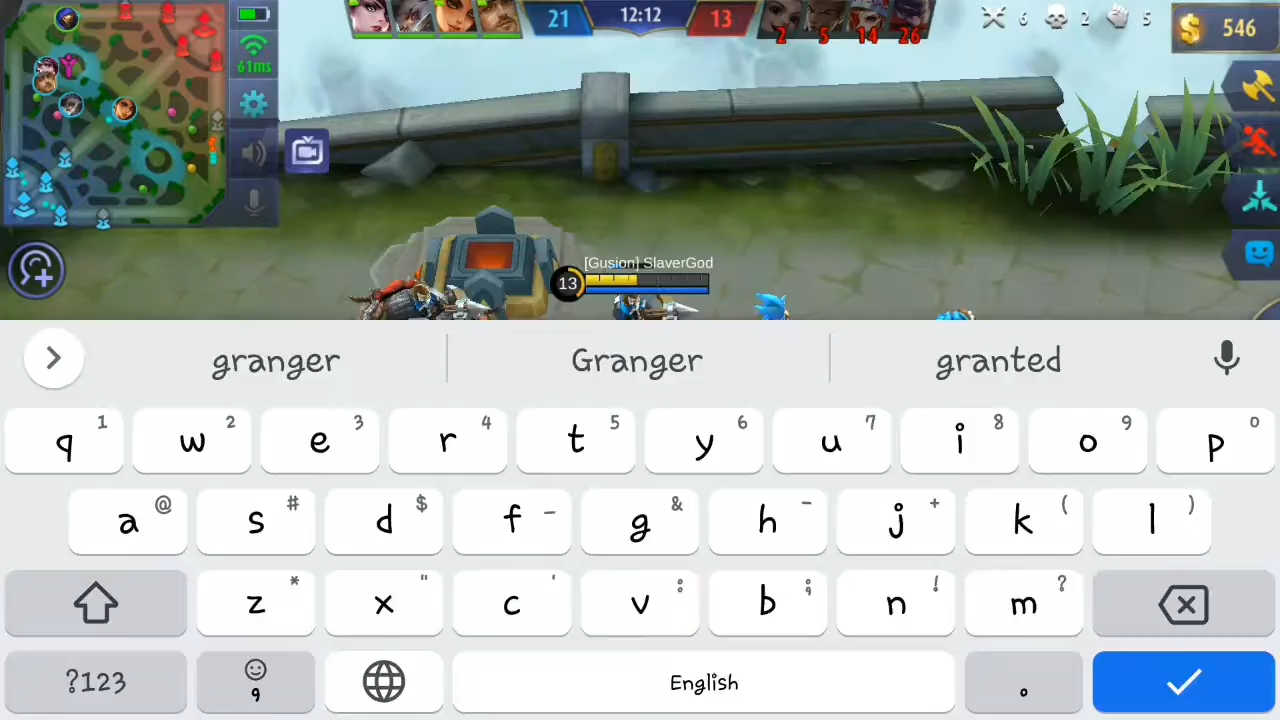 21 12:12 13 6 2 5 546
2 5 14 26
61ms
[Gusion] SlaverGod
13
granger Granger granted
q 1 w 2 e 3 r 4 t 5 y 6 u 7 i 8 o 9 p 0
a @ s # d $ f _ g & h - j + k ( l )
z * x " c ' v : b ; n ! m ?
?123 , English .